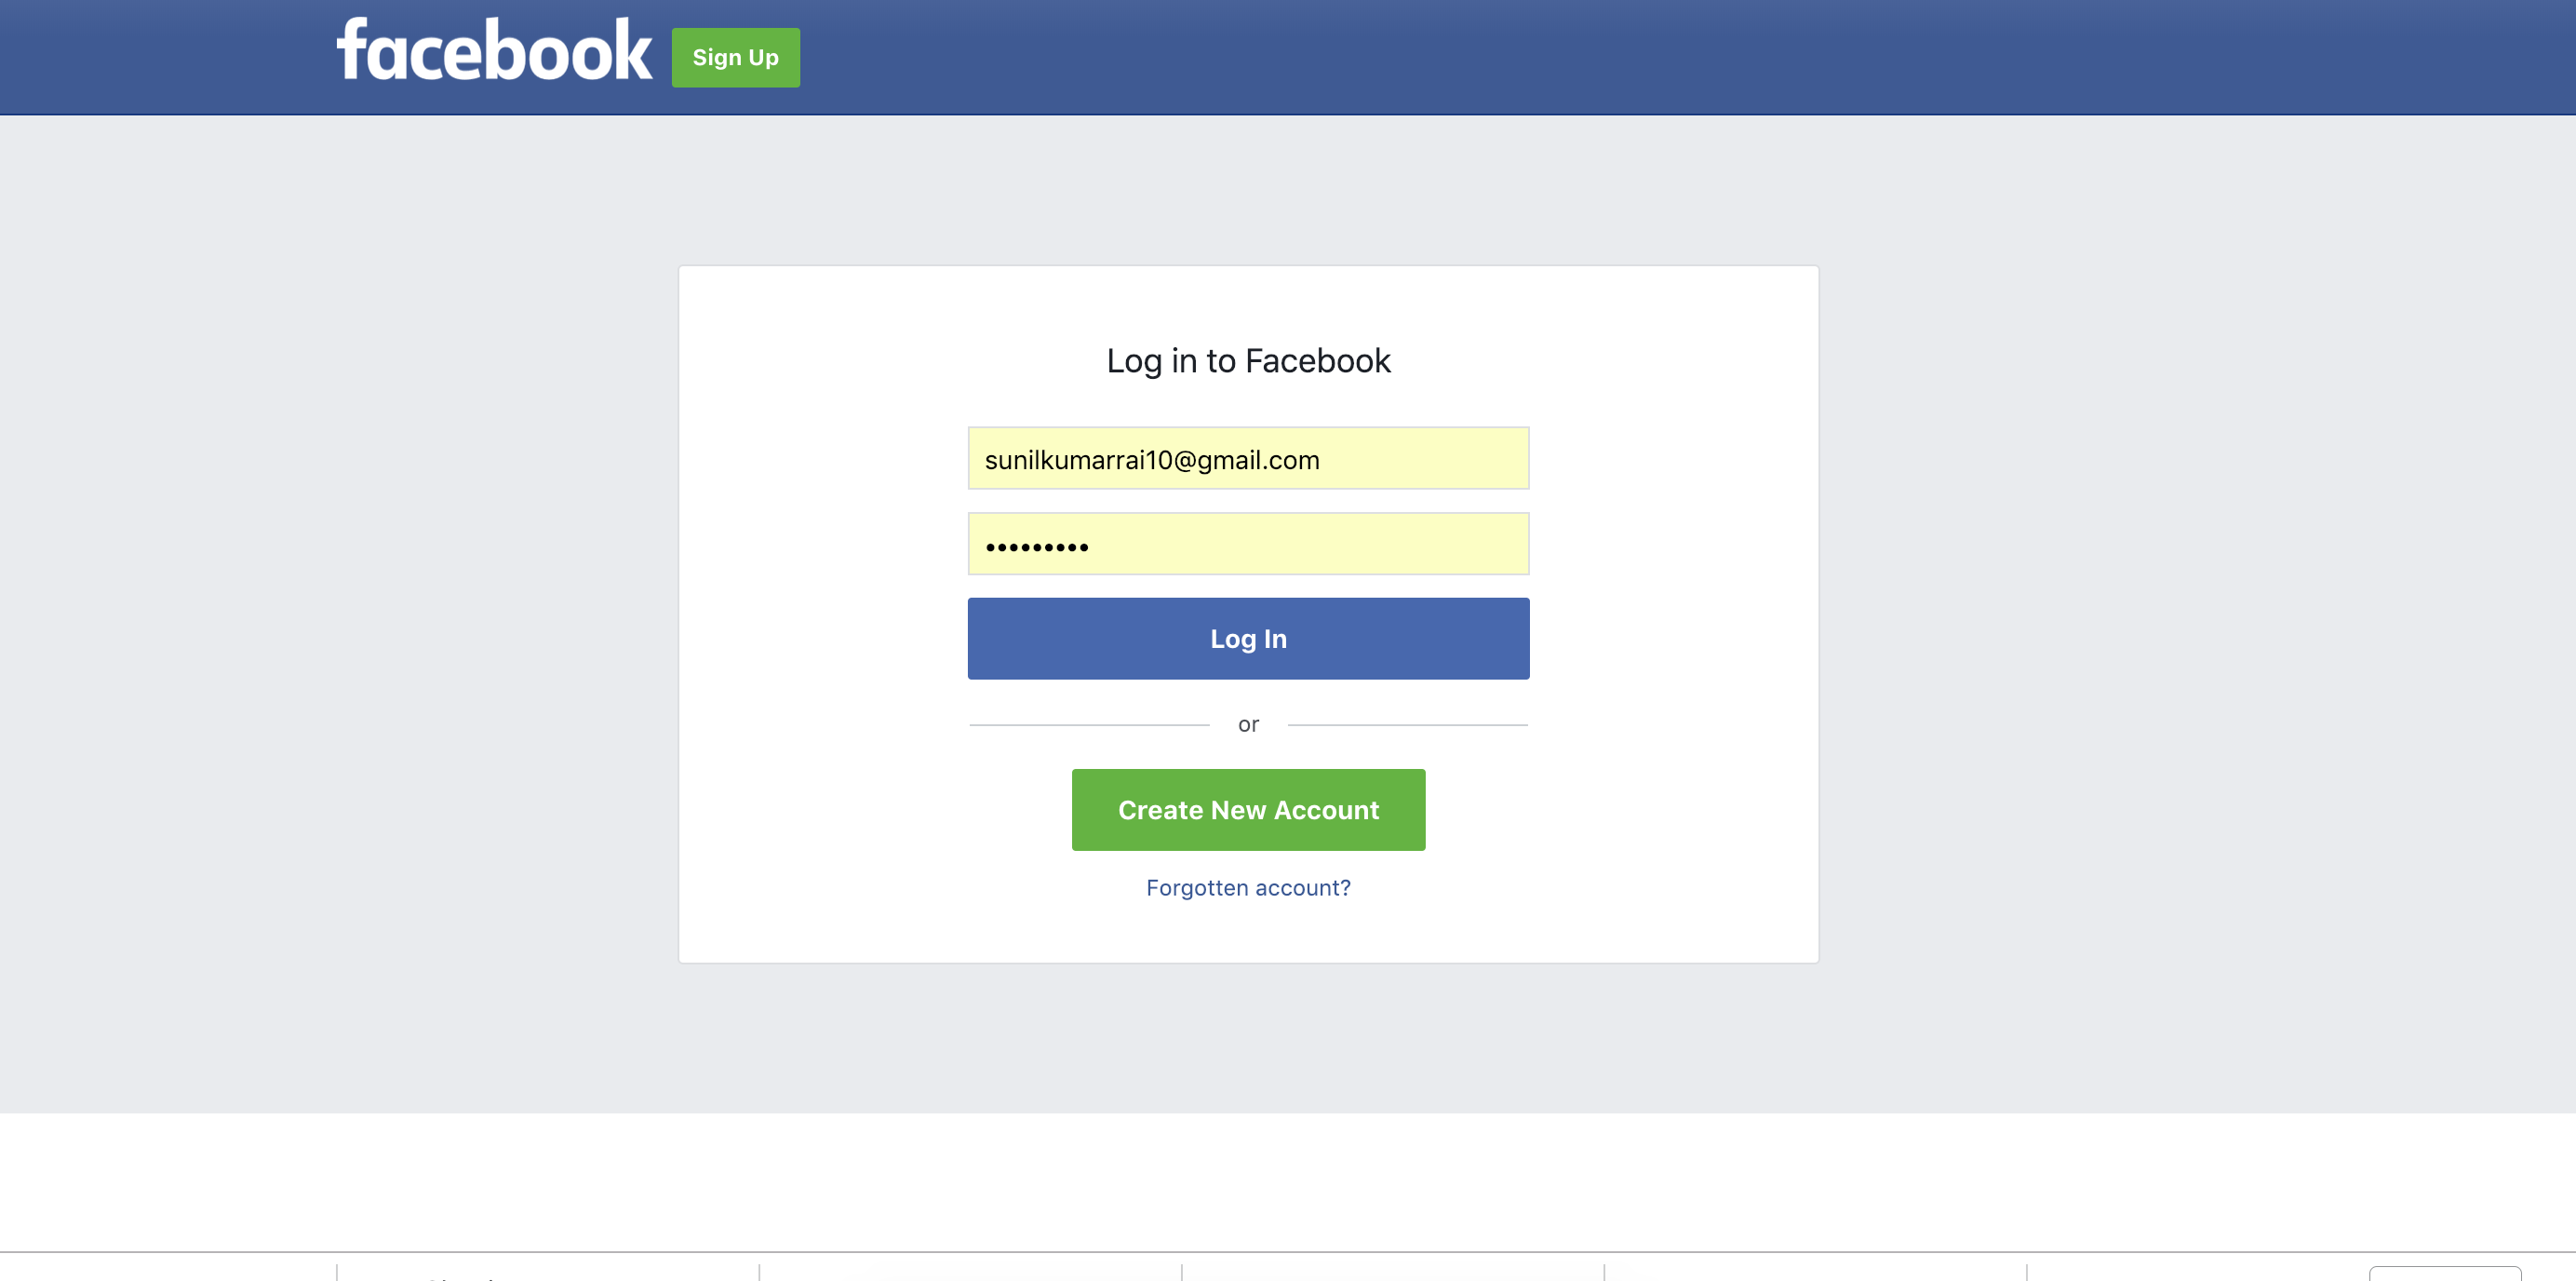 facebook Sign Up
Log in to Facebook
sunilkumarrai10@gmail.com
•••••••••
Log In
or
Create New Account
Forgotten account?